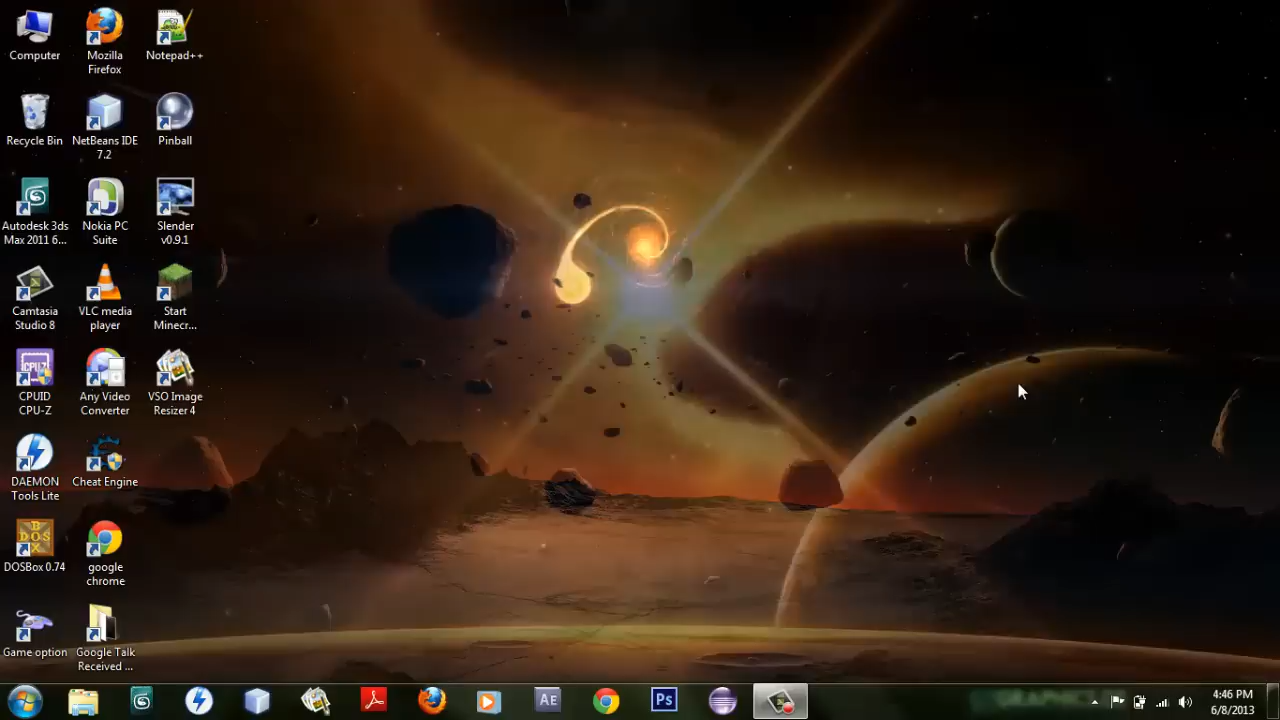 Computer
Mozilla
Firefox
Notepad++
Recycle Bin
NetBeans IDE
7.2
Pinball
Autodesk 3ds
Max 2011 6...
Nokia PC
Suite
Slender
v0.9.1
Camtasia
Studio 8
VLC media
player
Start
Minecr...
CPUID
CPU-Z
Any Video
Converter
VSO Image
Resizer 4
DAEMON
Tools Lite
Cheat Engine
DOSBox 0.74
google
chrome
Game option
Google Talk
Received ...
AE
Ps
GRAPHICS
4:46 PM
6/8/2013